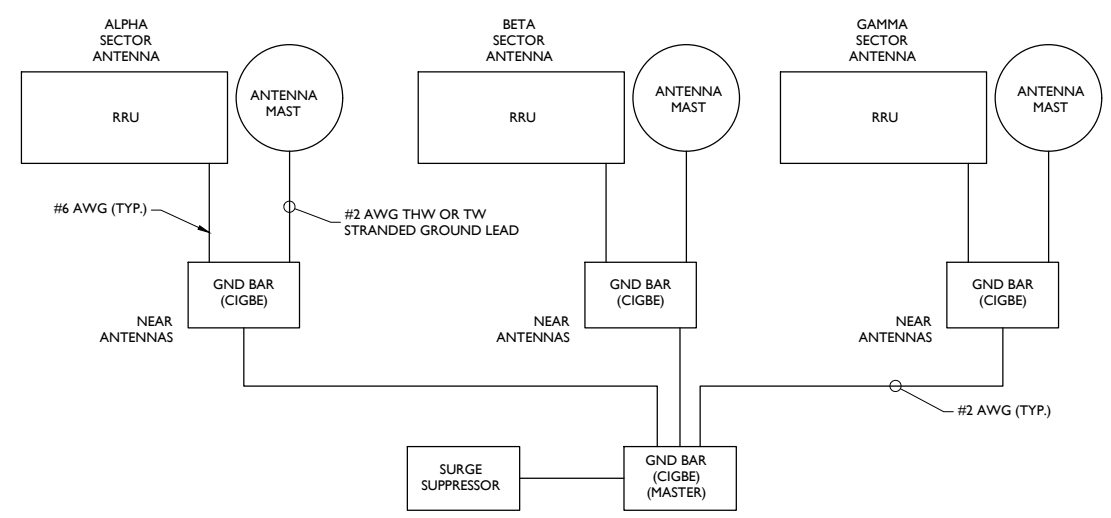 ALPHA
SECTOR
ANTENNA
BETA
SECTOR
ANTENNA
GAMMA
SECTOR
ANTENNA
RRU
ANTENNA
MAST
RRU
ANTENNA
MAST
RRU
ANTENNA
MAST
#6 AWG (TYP.)
#2 AWG THW OR TW
STRANDED GROUND LEAD
GND BAR
(CIGBE)
GND BAR
(CIGBE)
GND BAR
(CIGBE)
NEAR
ANTENNAS
NEAR
ANTENNAS
NEAR
ANTENNAS
#2 AWG (TYP.)
SURGE
SUPPRESSOR
GND BAR
(CIGBE)
(MASTER)